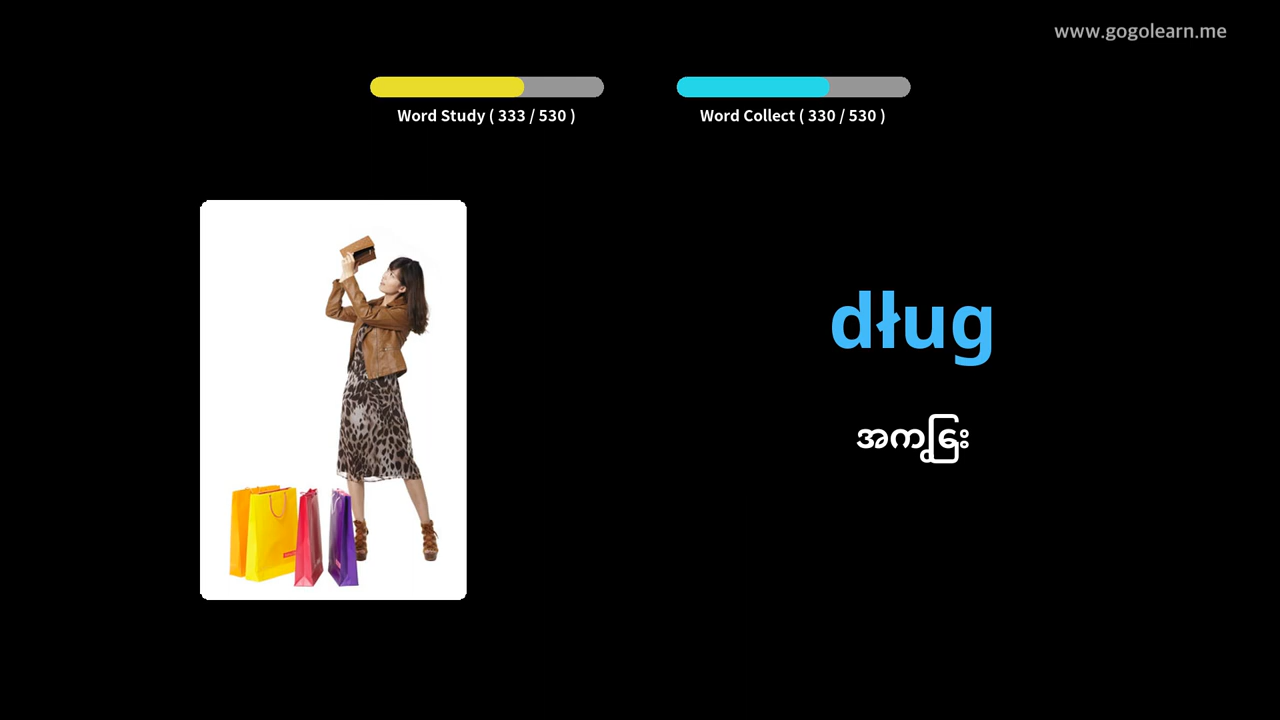 www.gogolearn.me
Word Study ( 333 / 530 )
Word Collect ( 330 / 530 )
dług
အကြွေး